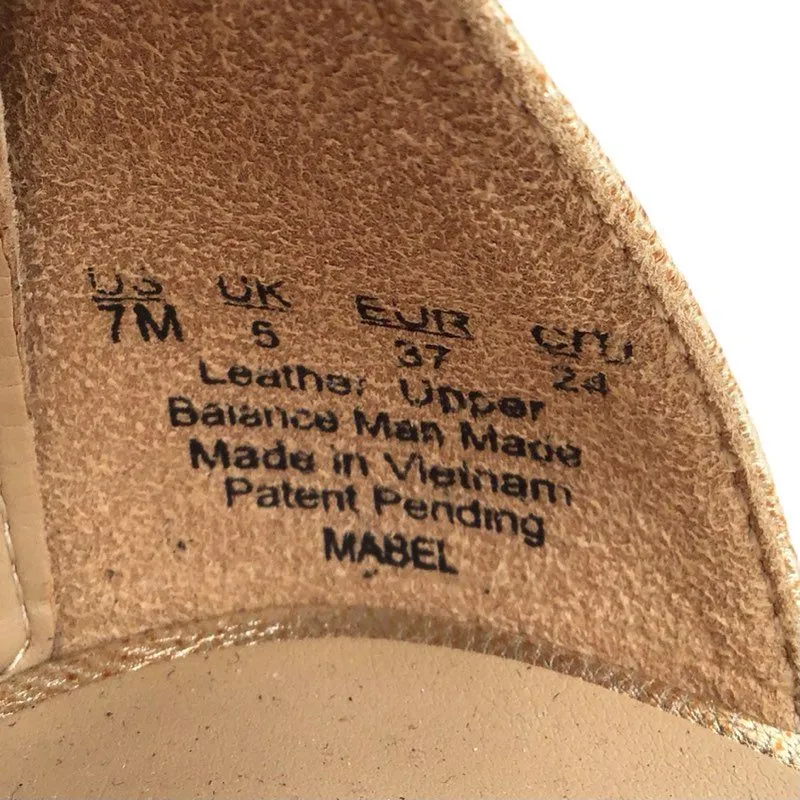 US UK EUR cm
7M 5 37 24
Leather Upper
Balance Man Made
Made in Vietnam
Patent Pending
MABEL